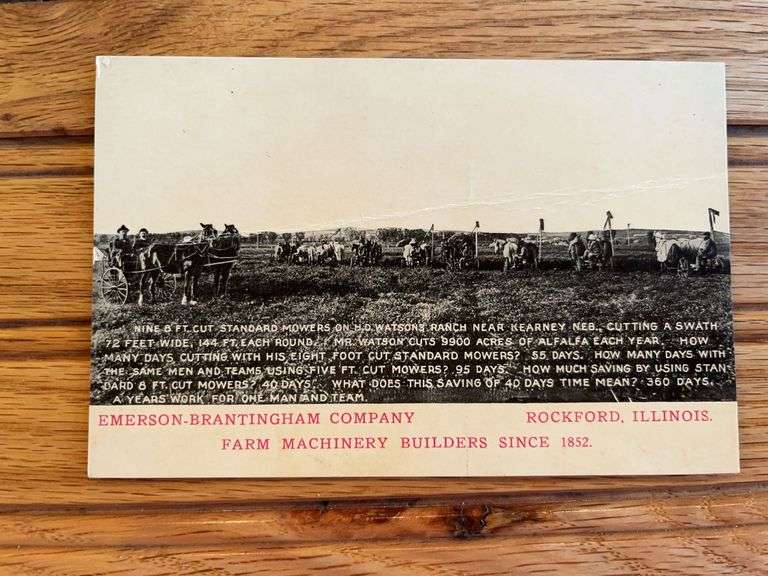 NINE 8 FT. CUT STANDARD MOWERS ON H.D. WATSONS RANCH NEAR KEARNEY NEB., CUTTING A SWATH
72 FEET WIDE, 144 FT. EACH ROUND. MR. WATSON CUTS 9900 ACRES OF ALFALFA EACH YEAR. HOW
MANY DAYS CUTTING WITH HIS EIGHT FOOT CUT STANDARD MOWERS? 55 DAYS. HOW MANY DAYS WITH
THE SAME MEN AND TEAMS USING FIVE FT. CUT MOWERS? 95 DAYS. HOW MUCH SAVING BY USING STAN-
DARD 8 FT. CUT MOWERS? 40 DAYS. WHAT DOES THIS SAVING OF 40 DAYS TIME MEAN? 360 DAYS,
A YEARS WORK FOR ONE MAN AND TEAM.
EMERSON-BRANTINGHAM COMPANY ROCKFORD, ILLINOIS.
FARM MACHINERY BUILDERS SINCE 1852.